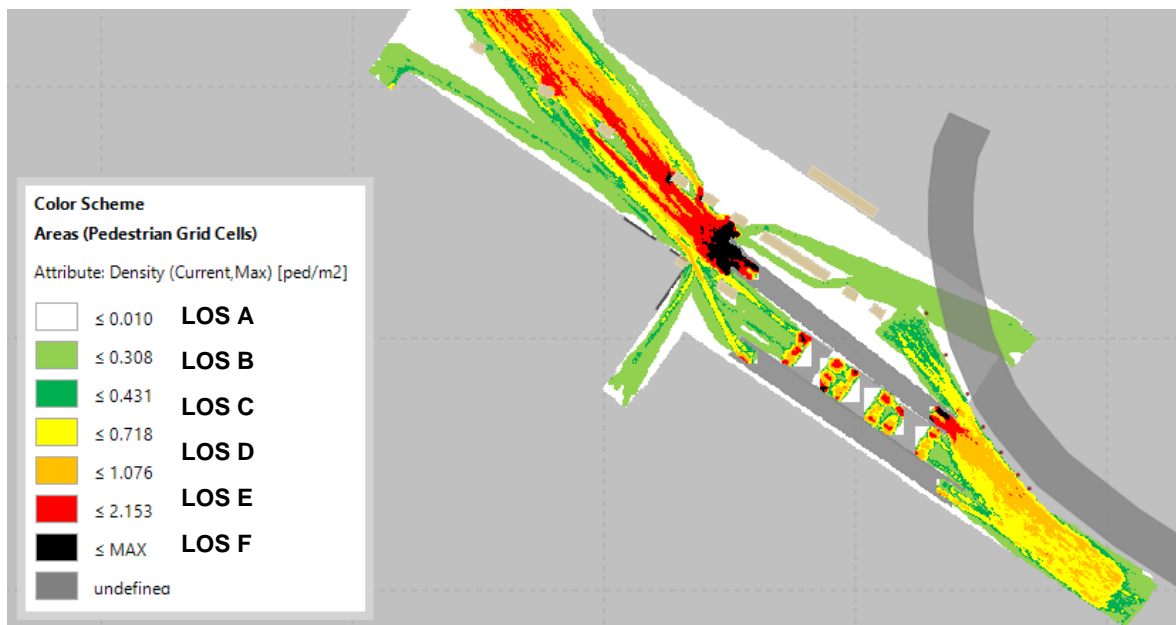 Color Scheme
Areas (Pedestrian Grid Cells)
Attribute: Density (Current,Max) [ped/m2]
≤ 0.010 LOS A
≤ 0.308 LOS B
≤ 0.431 LOS C
≤ 0.718 LOS D
≤ 1.076 LOS E
≤ 2.153 LOS F
≤ MAX
undefined